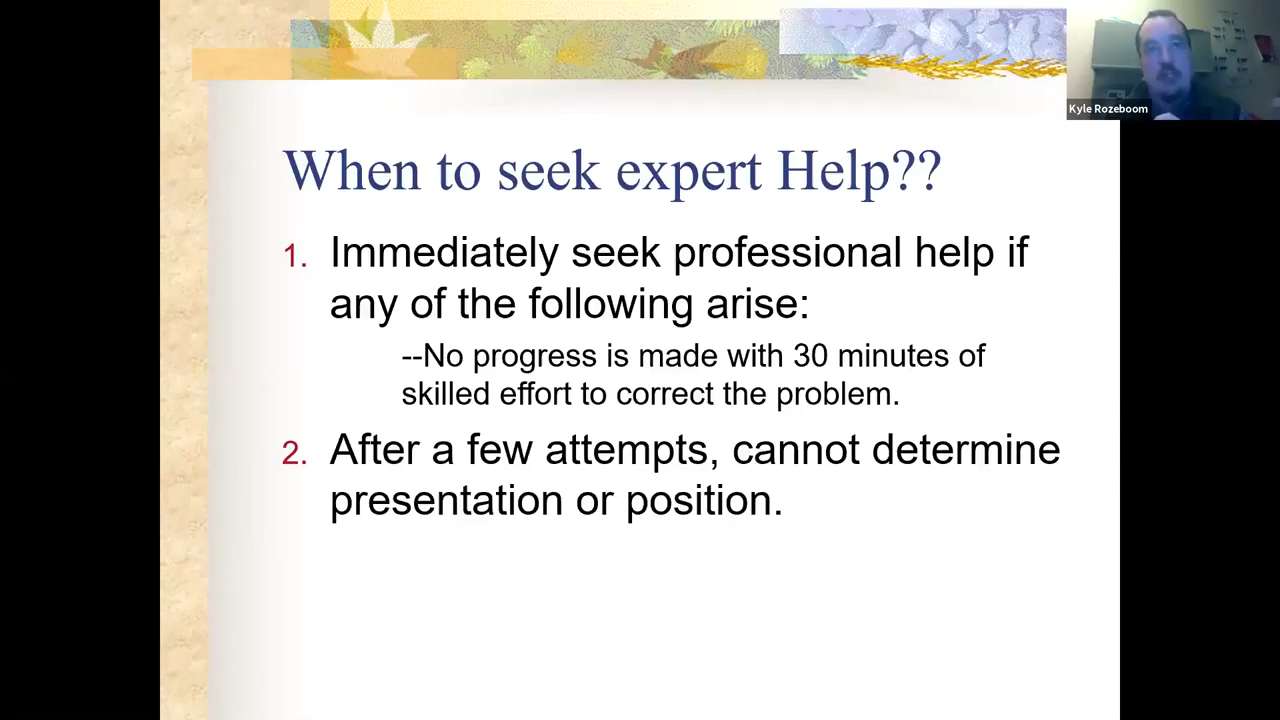 Kyle Rozeboom
When to seek expert Help??
1. Immediately seek professional help if
any of the following arise:
--No progress is made with 30 minutes of
skilled effort to correct the problem.
2. After a few attempts, cannot determine
presentation or position.